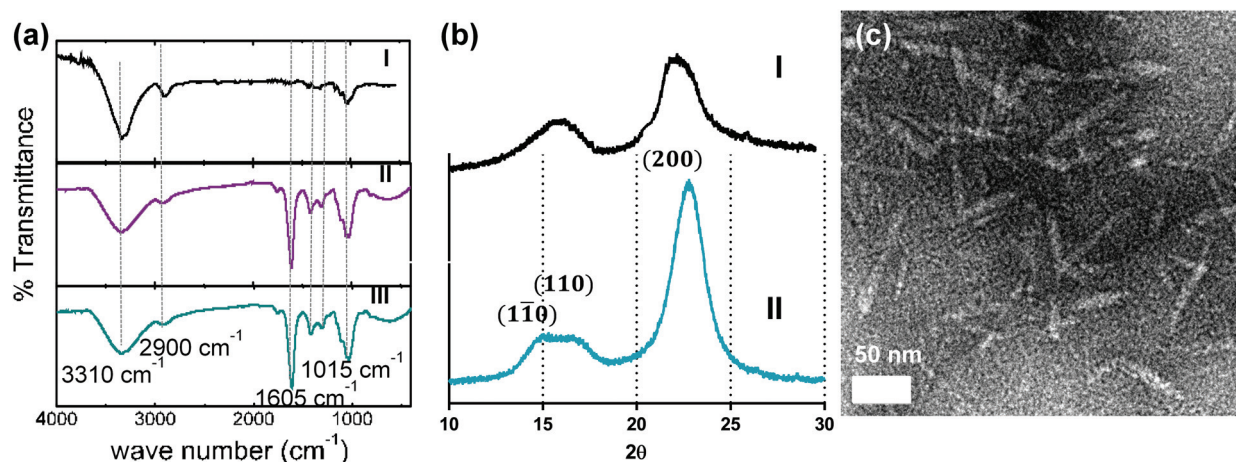 (a)
% Transmittance
I
II
III
3310 cm⁻¹
2900 cm⁻¹
1605 cm⁻¹
1015 cm⁻¹
4000 3000 2000 1000
wave number (cm⁻¹)
(b)
I
(200)
(110)
(11̄0)
II
10 15 20 25 30
2θ
(c)
50 nm